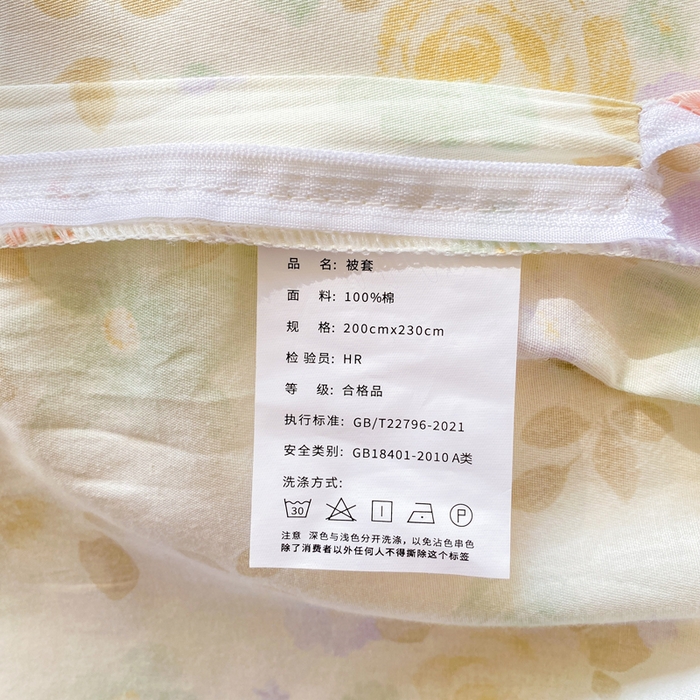 品 名: 被套
面 料: 100%棉
规 格: 200cmx230cm
检 验员: HR
等 级: 合格品
执行标准: GB/T22796-2021
安全类别: GB18401-2010 A类
洗涤方式:
30 P
注意 深色与浅色分开洗涤，以免沾色串色
除了消费者以外任何人不得撕除这个标签